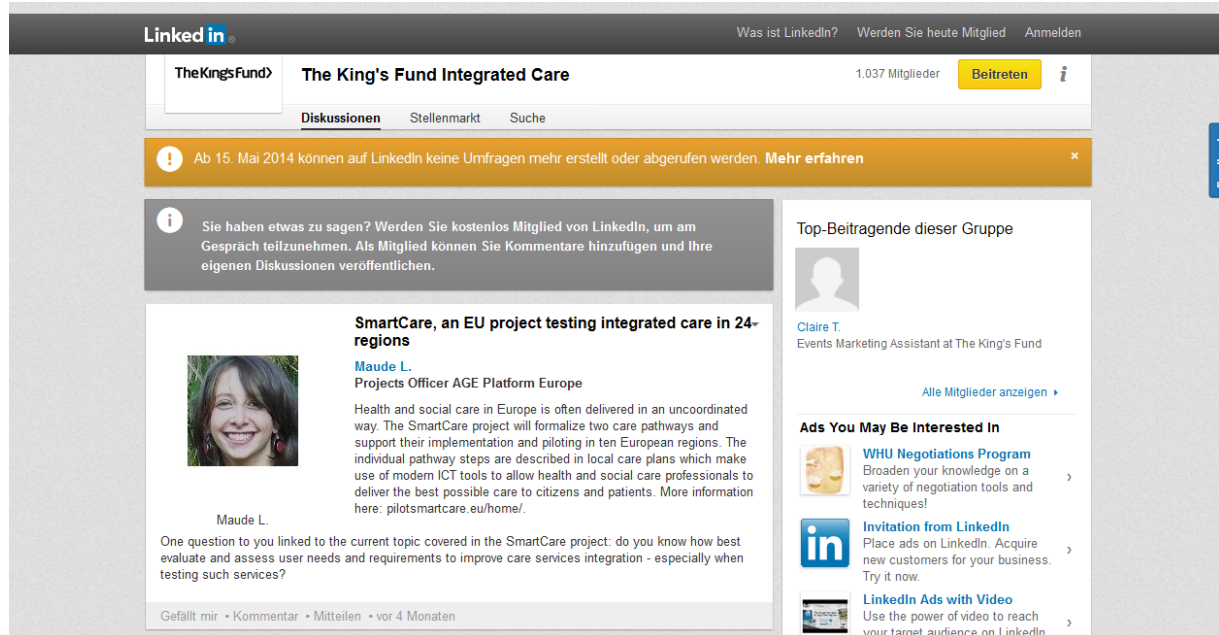 Linked in ®
Was ist LinkedIn? Werden Sie heute Mitglied Anmelden
TheKingsFund>
The King's Fund Integrated Care
1.037 Mitglieder
Beitreten
i
Diskussionen Stellenmarkt Suche
! Ab 15. Mai 2014 können auf LinkedIn keine Umfragen mehr erstellt oder abgerufen werden. Mehr erfahren ×
i
Sie haben etwas zu sagen? Werden Sie kostenlos Mitglied von LinkedIn, um am
Gespräch teilzunehmen. Als Mitglied können Sie Kommentare hinzufügen und Ihre
eigenen Diskussionen veröffentlichen.
SmartCare, an EU project testing integrated care in 24
regions
Maude L.
Projects Officer AGE Platform Europe
Health and social care in Europe is often delivered in an uncoordinated
way. The SmartCare project will formalize two care pathways and
support their implementation and piloting in ten European regions. The
individual pathway steps are described in local care plans which make
use of modern ICT tools to allow health and social care professionals to
deliver the best possible care to citizens and patients. More information
here: pilotsmartcare.eu/home/.
Maude L.
One question to you linked to the current topic covered in the SmartCare project: do you know how best
evaluate and assess user needs and requirements to improve care services integration - especially when
testing such services?
Gefällt mir • Kommentar • Mitteilen • vor 4 Monaten
Top-Beitragende dieser Gruppe
Claire T.
Events Marketing Assistant at The King's Fund
Alle Mitglieder anzeigen
Ads You May Be Interested In
WHU Negotiations Program
Broaden your knowledge on a
variety of negotiation tools and
techniques!
in
Invitation from LinkedIn
Place ads on LinkedIn. Acquire
new customers for your business.
Try it now.
LinkedIn Ads with Video
Use the power of video to reach
your target audience on LinkedIn